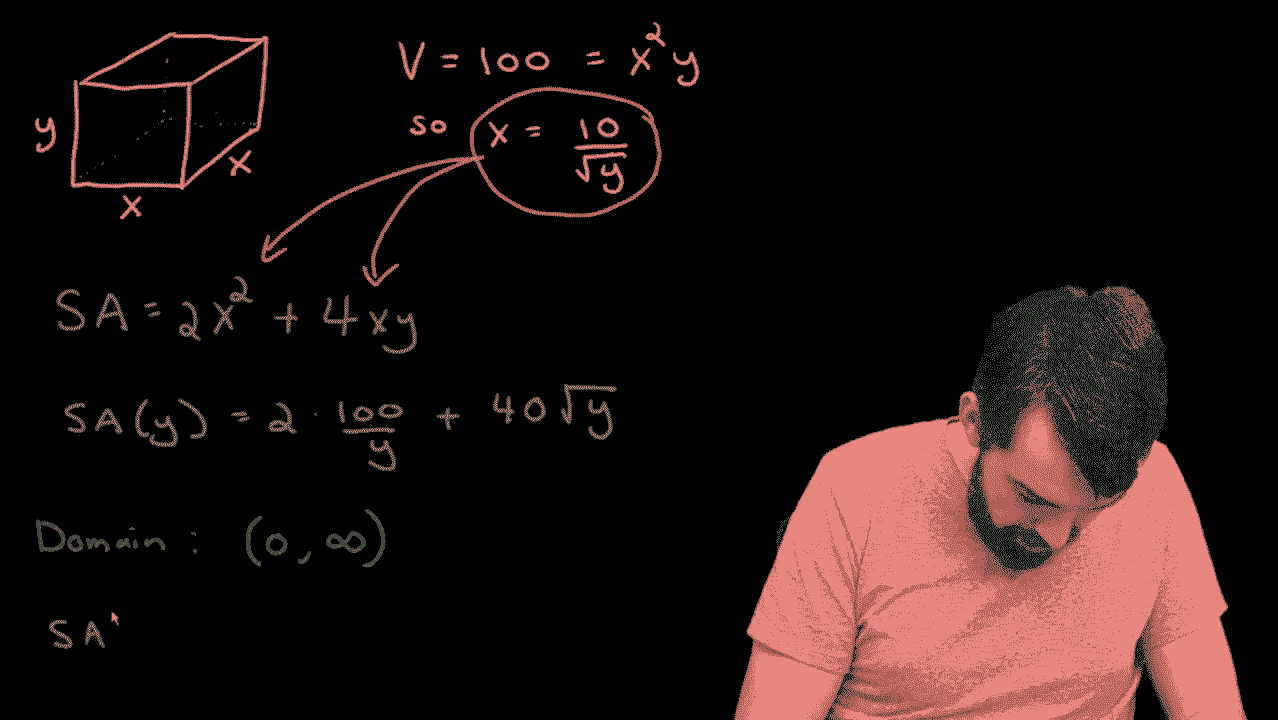 V = 100 = x²y
so x = 10/√y
y
x
x
SA = 2x² + 4xy
SA(y) = 2 · 100/y + 40√y
Domain : (0, ∞)
SA'